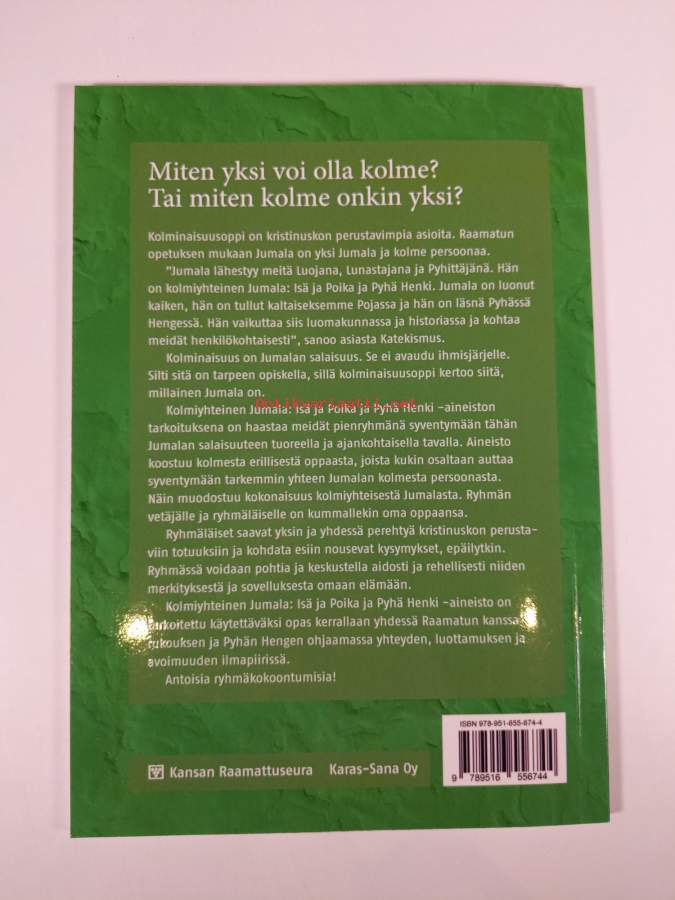 Miten yksi voi olla kolme?
Tai miten kolme onkin yksi?
Kolminaisuusoppi on kristinuskon perustavimpia asioita. Raamatun
opetuksen mukaan Jumala on yksi Jumala ja kolme persoonaa.
"Jumala lähestyy meitä Luojana, Lunastajana ja Pyhittäjänä. Hän
on kolmiyhteinen Jumala: Isä ja Poika ja Pyhä Henki. Jumala on luonut
kaiken, hän on tullut kaltaiseksemme Pojassa ja hän on läsnä Pyhässä
Hengessä. Hän vaikuttaa siis luomakunnassa ja historiassa ja kohtaa
meidät henkilökohtaisesti", sanoo asiasta Katekismus.
Kolminaisuus on Jumalan salaisuus. Se ei avaudu ihmisjärjelle.
Silti sitä on tarpeen opiskella, sillä kolminaisuusoppi kertoo siitä,
millainen Jumala on.
Antikvariaatti.net
Kolmiyhteinen Jumala: Isä ja Poika ja Pyhä Henki -aineiston
tarkoituksena on haastaa meidät pienryhmänä syventymään tähän
Jumalan salaisuuteen tuoreella ja ajankohtaisella tavalla. Aineisto
koostuu kolmesta erillisestä oppaasta, joista kukin osaltaan auttaa
syventymään tarkemmin yhteen Jumalan kolmesta persoonasta.
Näin muodostuu kokonaisuus kolmiyhteisestä Jumalasta. Ryhmän
vetäjälle ja ryhmäläiselle on kummallekin oma oppaansa.
Ryhmäläiset saavat yksin ja yhdessä perehtyä kristinuskon perusta-
viin totuuksiin ja kohdata esiin nousevat kysymykset, epäilytkin.
Ryhmässä voidaan pohtia ja keskustella aidosti ja rehellisesti niiden
merkityksestä ja sovelluksesta omaan elämään.
Kolmiyhteinen Jumala: Isä ja Poika ja Pyhä Henki -aineisto on
tarkoitettu käytettäväksi opas kerrallaan yhdessä Raamatun kanssa
rukouksen ja Pyhän Hengen ohjaamassa yhteyden, luottamuksen ja
avoimuuden ilmapiirissä.
Antoisia ryhmäkokoontumisia!
ISBN 978-951-655-674-4
9 789516 556744
Kansan Raamattuseura Karas-Sana Oy